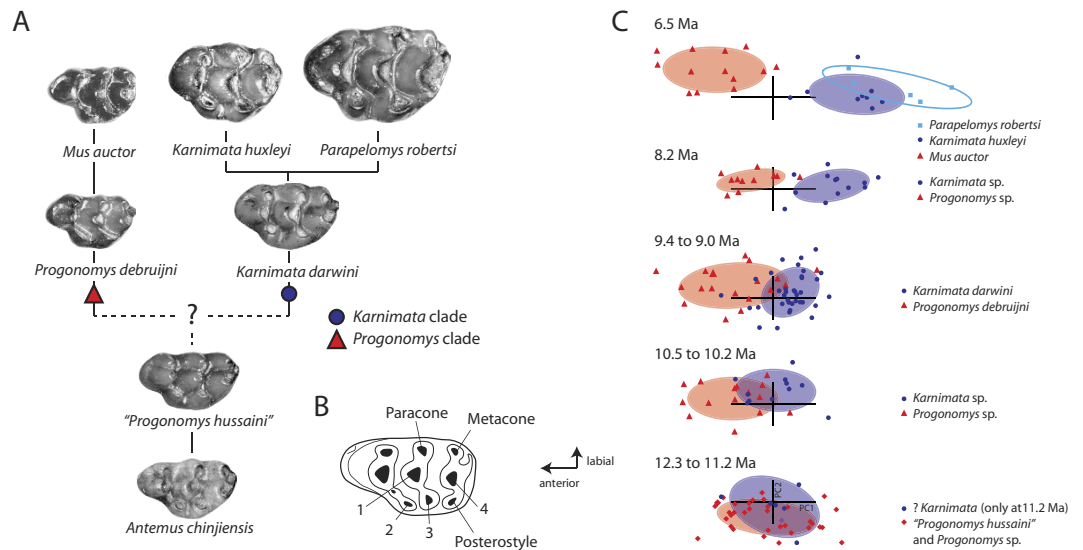 A
Mus auctor
Karnimata huxleyi
Parapelomys robertsi
Progonomys debruijni
Karnimata darwini
?
Karnimata clade
Progonomys clade
"Progonomys hussaini"
Antemus chinjiensis
B
Paracone
Metacone
1
2
3
4
Posterostyle
labial
anterior
C
6.5 Ma
Parapelomys robertsi
Karnimata huxleyi
Mus auctor
8.2 Ma
Karnimata sp.
Progonomys sp.
9.4 to 9.0 Ma
Karnimata darwini
Progonomys debruijni
10.5 to 10.2 Ma
Karnimata sp.
Progonomys sp.
12.3 to 11.2 Ma
PC2
PC1
? Karnimata (only at11.2 Ma)
"Progonomys hussaini"
and Progonomys sp.